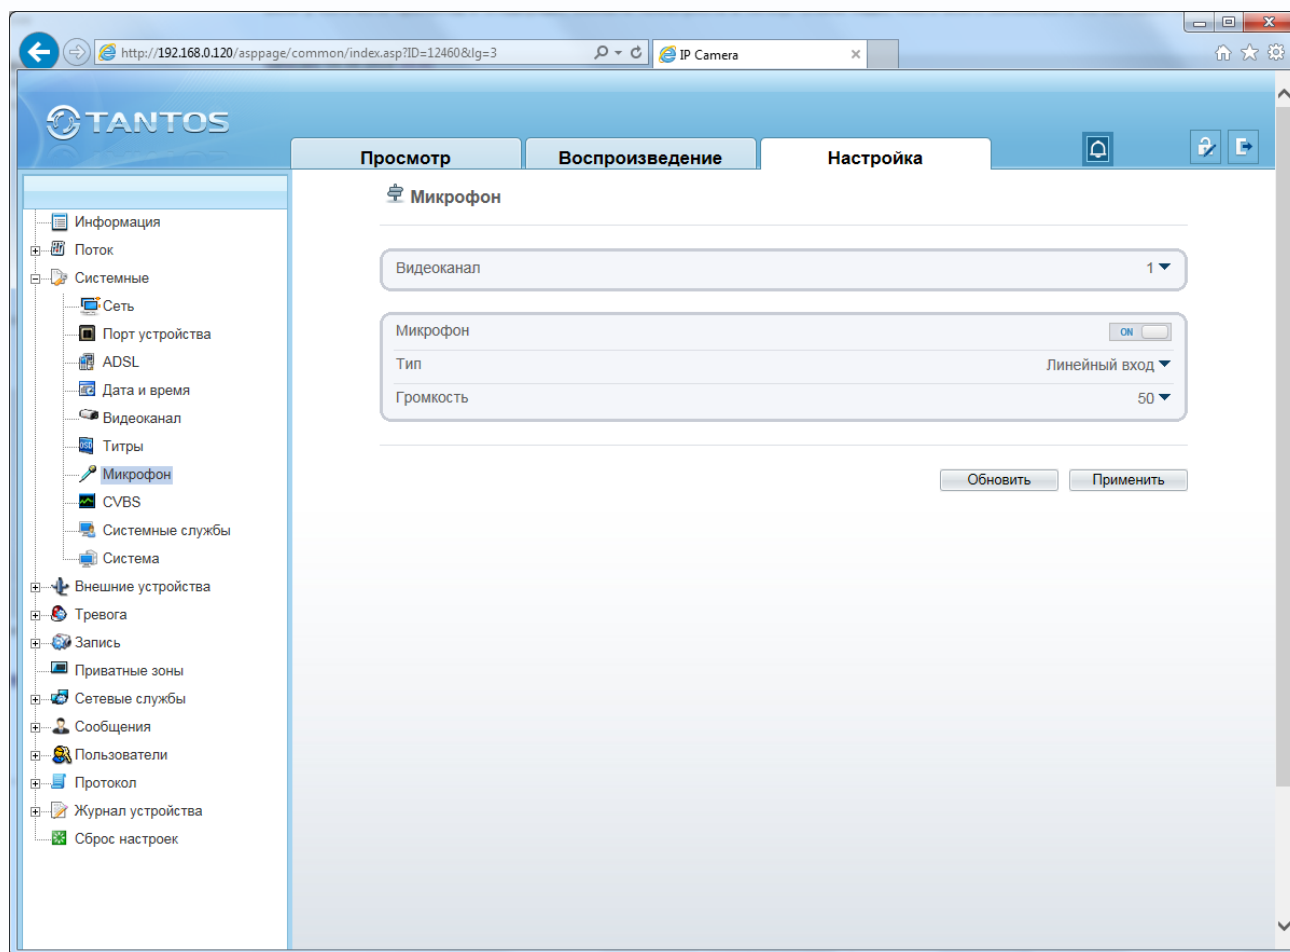 http://192.168.0.120/asppage/common/index.asp?ID=12460&lg=3
IP Camera
TANTOS
Просмотр
Воспроизведение
Настройка
Микрофон
Информация
Поток
Системные
Сеть
Порт устройства
ADSL
Дата и время
Видеоканал
Титры
Микрофон
CVBS
Системные службы
Система
Внешние устройства
Тревога
Запись
Приватные зоны
Сетевые службы
Сообщения
Пользователи
Протокол
Журнал устройства
Сброс настроек
Видеоканал 1
Микрофон ON
Тип Линейный вход
Громкость 50
Обновить Применить